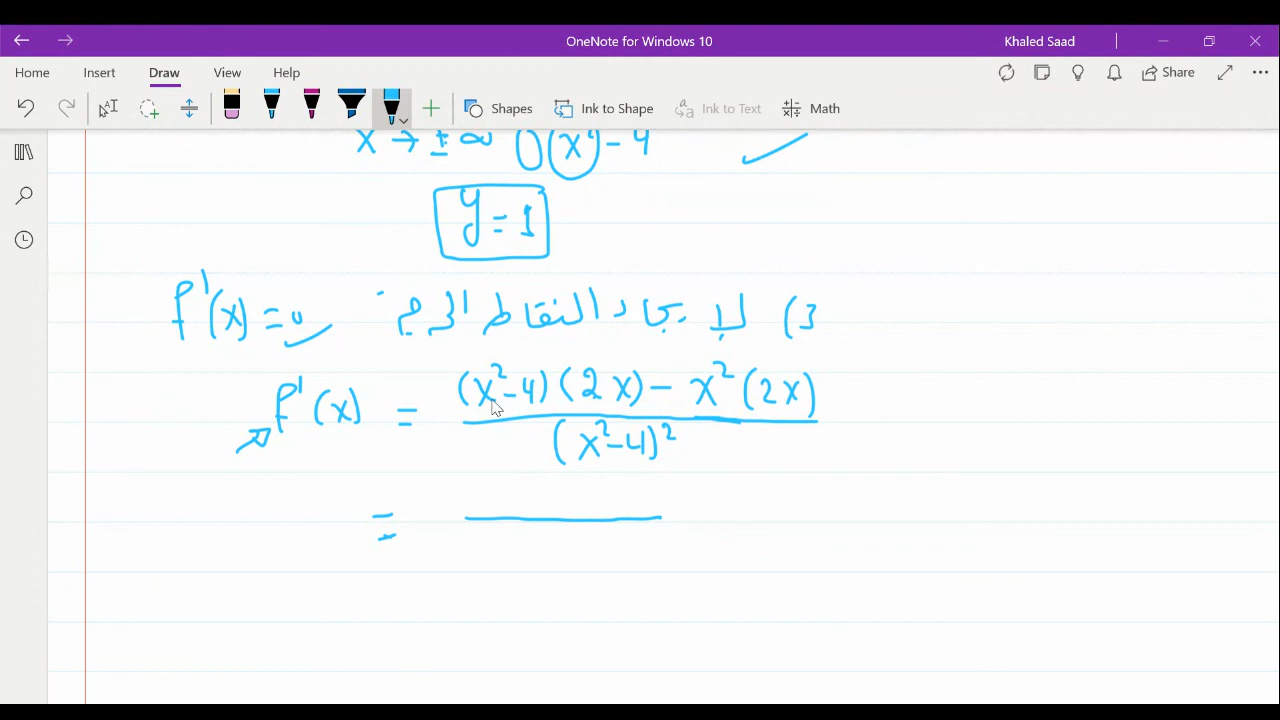 OneNote for Windows 10
Khaled Saad
Home Insert Draw View Help
Share
Shapes Ink to Shape Ink to Text Math
x → ± ∞ (x²) - 4
y = 1
3) لإيجاد النقاط الحرجة f'(x) = 0
f'(x) = (x²-4)(2x) - x²(2x)
(x²-4)²
=